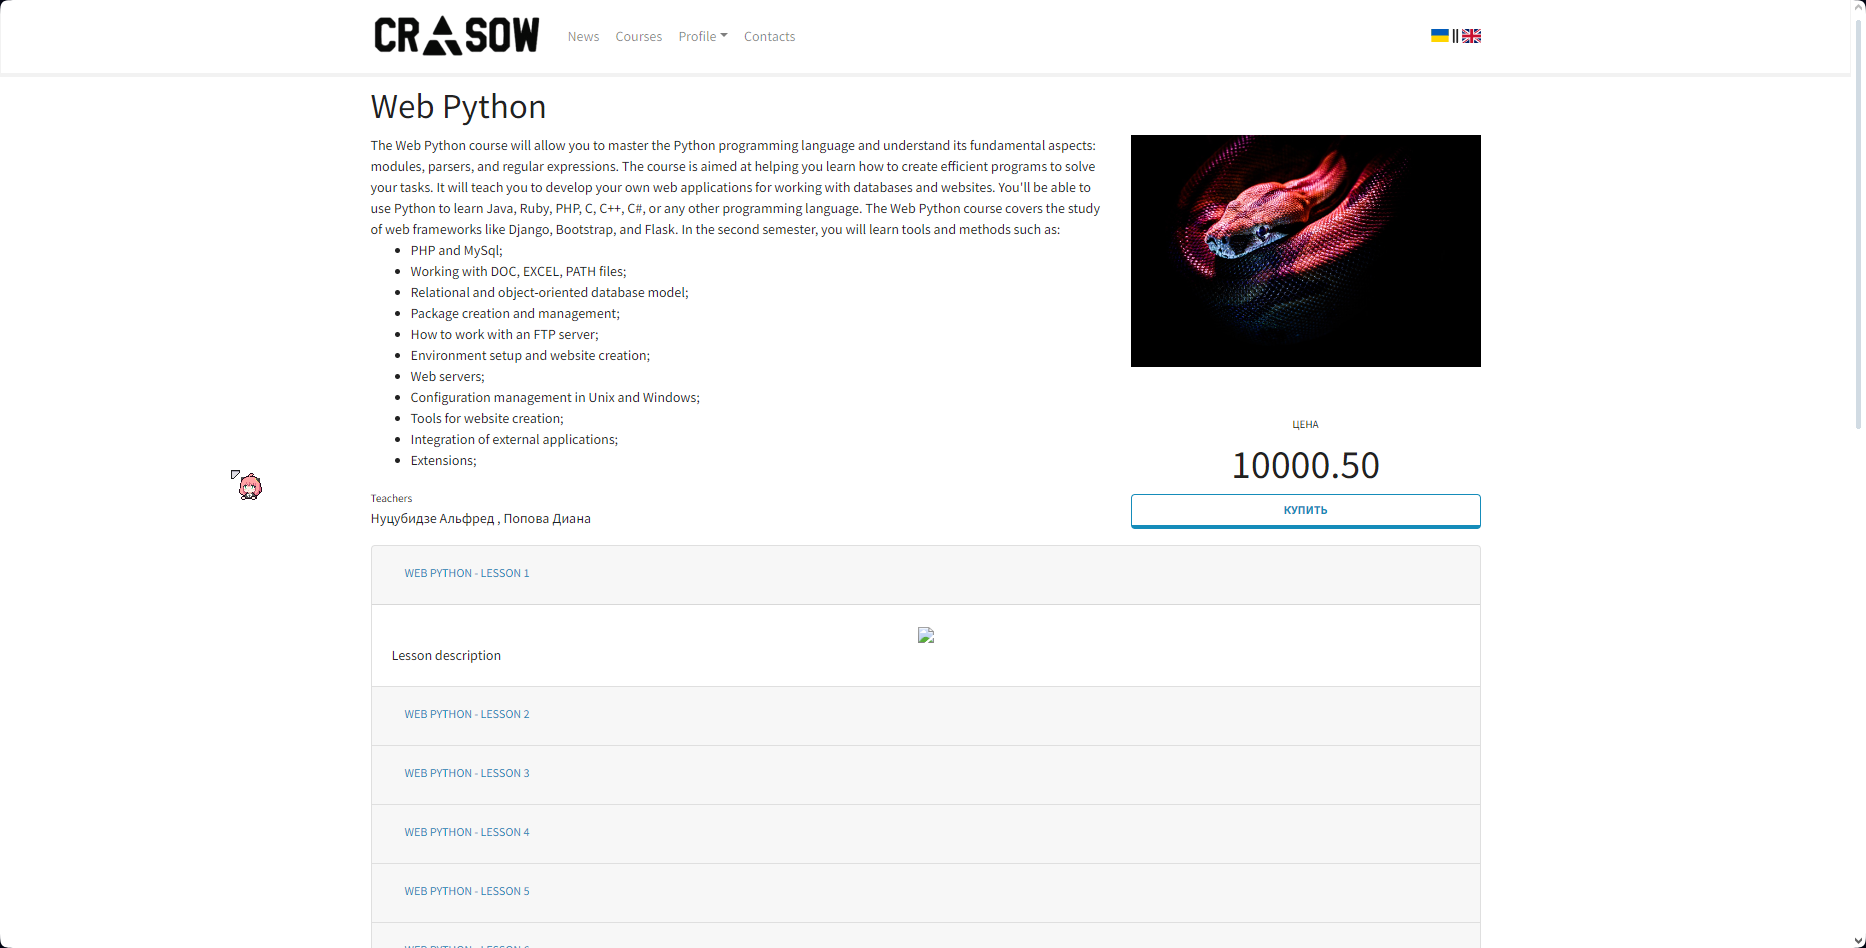 CRASOW
News
Courses
Profile
Contacts
Web Python
The Web Python course will allow you to master the Python programming language and understand its fundamental aspects:
modules, parsers, and regular expressions. The course is aimed at helping you learn how to create efficient programs to solve
your tasks. It will teach you to develop your own web applications for working with databases and websites. You'll be able to
use Python to learn Java, Ruby, PHP, C, C++, C#, or any other programming language. The Web Python course covers the study
of web frameworks like Django, Bootstrap, and Flask. In the second semester, you will learn tools and methods such as:
PHP and MySql;
Working with DOC, EXCEL, PATH files;
Relational and object-oriented database model;
Package creation and management;
How to work with an FTP server;
Environment setup and website creation;
Web servers;
Configuration management in Unix and Windows;
Tools for website creation;
Integration of external applications;
Extensions;
Teachers
Нуцубидзе Альфред , Попова Диана
ЦЕНА
10000.50
КУПИТЬ
WEB PYTHON - LESSON 1
Lesson description
WEB PYTHON - LESSON 2
WEB PYTHON - LESSON 3
WEB PYTHON - LESSON 4
WEB PYTHON - LESSON 5